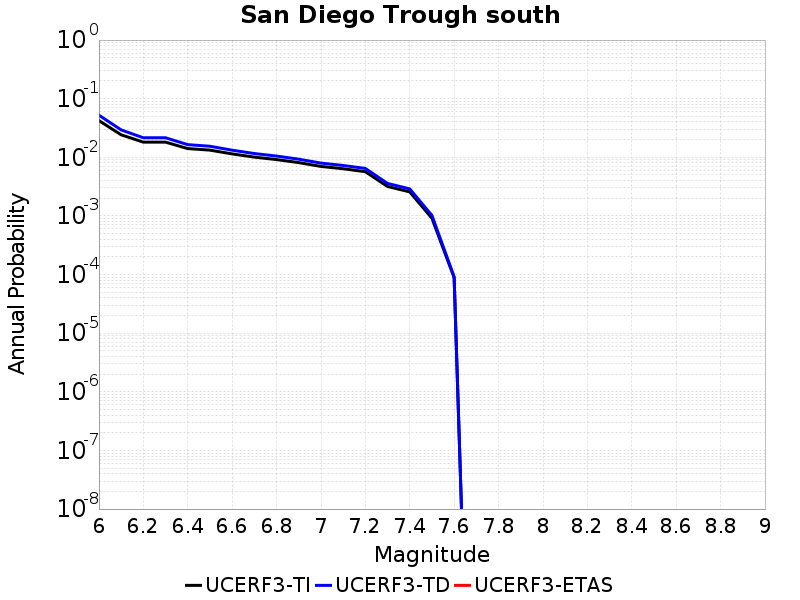 San Diego Trough south
10^0
10^-1
10^-2
10^-3
10^-4
10^-5
10^-6
10^-7
10^-8
Annual Probability
6 6.2 6.4 6.6 6.8 7 7.2 7.4 7.6 7.8 8 8.2 8.4 8.6 8.8 9
Magnitude
UCERF3-TI UCERF3-TD UCERF3-ETAS